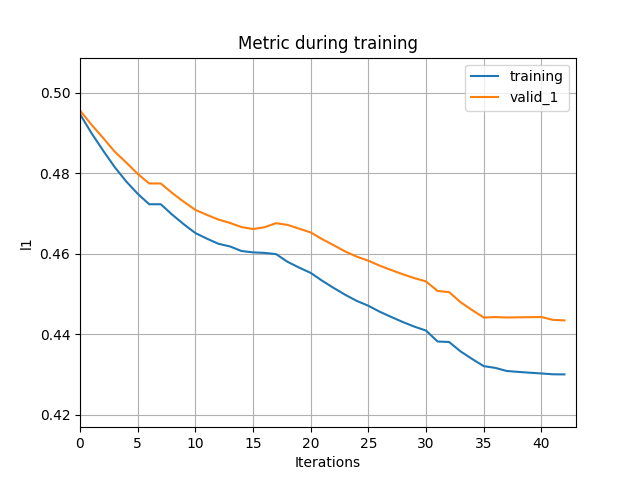 Metric during training
training
valid_1
0.50
0.48
0.46
0.44
0.42
l1
0 5 10 15 20 25 30 35 40
Iterations